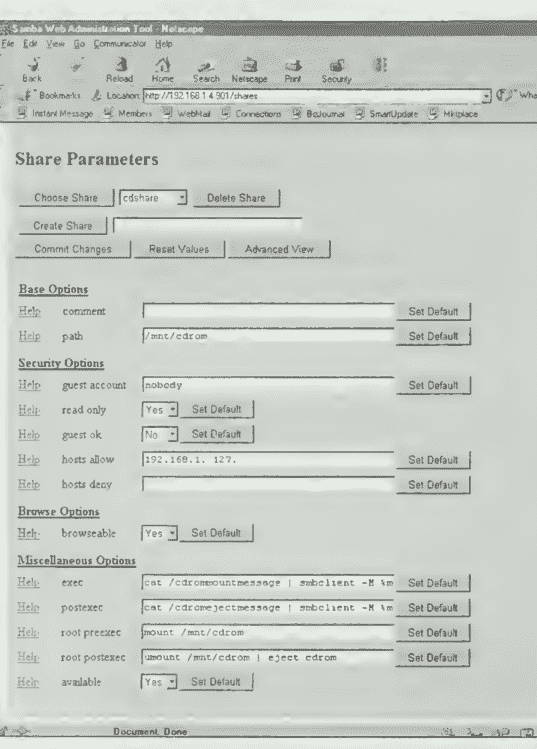 Samba Web Administration Tool - Netscape
File Edit View Go Communicator Help
Back Reload Home Search Netscape Print Security
Bookmarks Location: http://192.168.1.4:901/shares Wha
Instant Message Members WebMail Connections BizJournal SmartUpdate Mktplace
Share Parameters
Choose Share cdshare Delete Share
Create Share
Commit Changes Reset Values Advanced View
Base Options
Help comment Set Default
Help path /mnt/cdrom Set Default
Security Options
Help guest account nobody Set Default
Help read only Yes Set Default
Help guest ok No Set Default
Help hosts allow 192.168.1. 127. Set Default
Help hosts deny Set Default
Browse Options
Help browseable Yes Set Default
Miscellaneous Options
Help exec cat /cdrommountmessage | smbclient -M %m Set Default
Help postexec cat /cdromejectmessage | smbclient -M %m Set Default
Help root preexec mount /mnt/cdrom Set Default
Help root postexec umount /mnt/cdrom | eject cdrom Set Default
Help available Yes Set Default
Document: Done